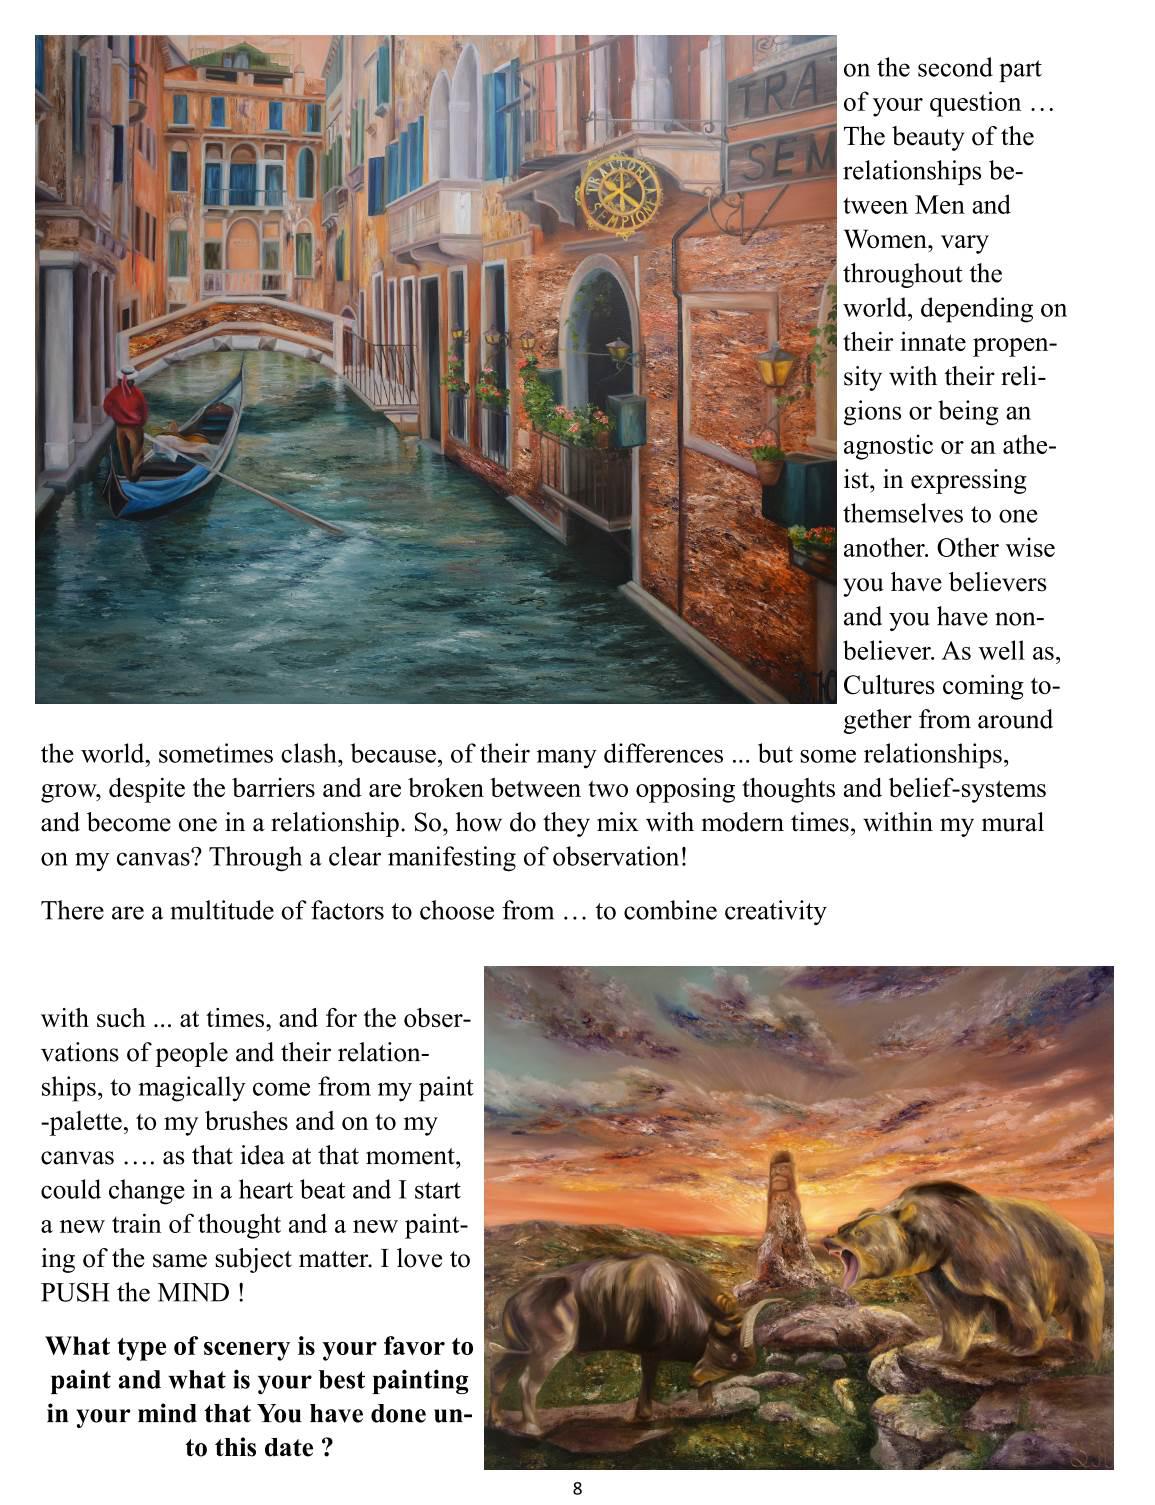 TRA
SEM
TRATTORIA
SEMPIONE
on the second part
of your question …
The beauty of the
relationships be-
tween Men and
Women, vary
throughout the
world, depending on
their innate propen-
sity with their reli-
gions or being an
agnostic or an athe-
ist, in expressing
themselves to one
another. Other wise
you have believers
and you have non-
believer. As well as,
Cultures coming to-
gether from around
the world, sometimes clash, because, of their many differences ... but some relationships,
grow, despite the barriers and are broken between two opposing thoughts and belief-systems
and become one in a relationship. So, how do they mix with modern times, within my mural
on my canvas? Through a clear manifesting of observation!
There are a multitude of factors to choose from … to combine creativity
with such ... at times, and for the obser-
vations of people and their relation-
ships, to magically come from my paint
-palette, to my brushes and on to my
canvas …. as that idea at that moment,
could change in a heart beat and I start
a new train of thought and a new paint-
ing of the same subject matter. I love to
PUSH the MIND !
What type of scenery is your favor to
paint and what is your best painting
in your mind that You have done un-
to this date ?
8